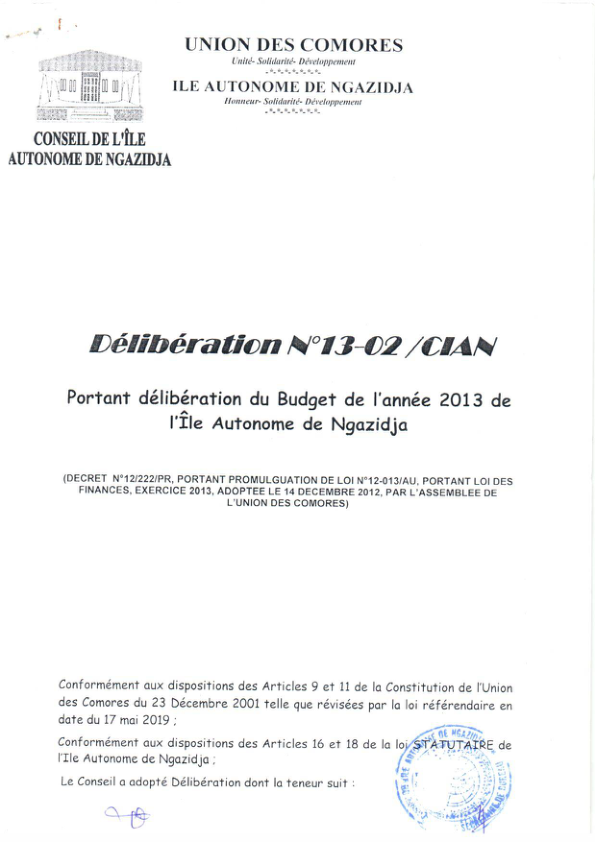 UNION DES COMORES
Unité- Solidarité- Développement
ILE AUTONOME DE NGAZIDJA
Honneur- Solidarité- Développement
CONSEIL DE L'ÎLE
AUTONOME DE NGAZIDJA
Délibération N°13-02 /CIAN
Portant délibération du Budget de l'année 2013 de
l'Île Autonome de Ngazidja
(DECRET N°12/222/PR, PORTANT PROMULGUATION DE LOI N°12-013/AU, PORTANT LOI DES
FINANCES, EXERCICE 2013, ADOPTEE LE 14 DECEMBRE 2012, PAR L'ASSEMBLEE DE
L'UNION DES COMORES)
Conformément aux dispositions des Articles 9 et 11 de la Constitution de l'Union
des Comores du 23 Décembre 2001 telle que révisées par la loi référendaire en
date du 17 mai 2019 ;
Conformément aux dispositions des Articles 16 et 18 de la loi STATUTAIRE de
l'Ile Autonome de Ngazidja ;
Le Conseil a adopté Délibération dont la teneur suit :